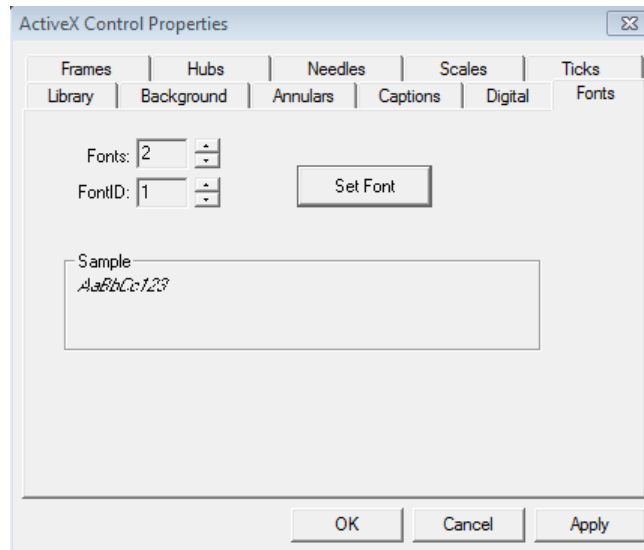 ActiveX Control Properties
Frames Hubs Needles Scales Ticks
Library Background Annulars Captions Digital Fonts
Fonts: 2
FontID: 1
Set Font
Sample
AaBbCc123
OK Cancel Apply